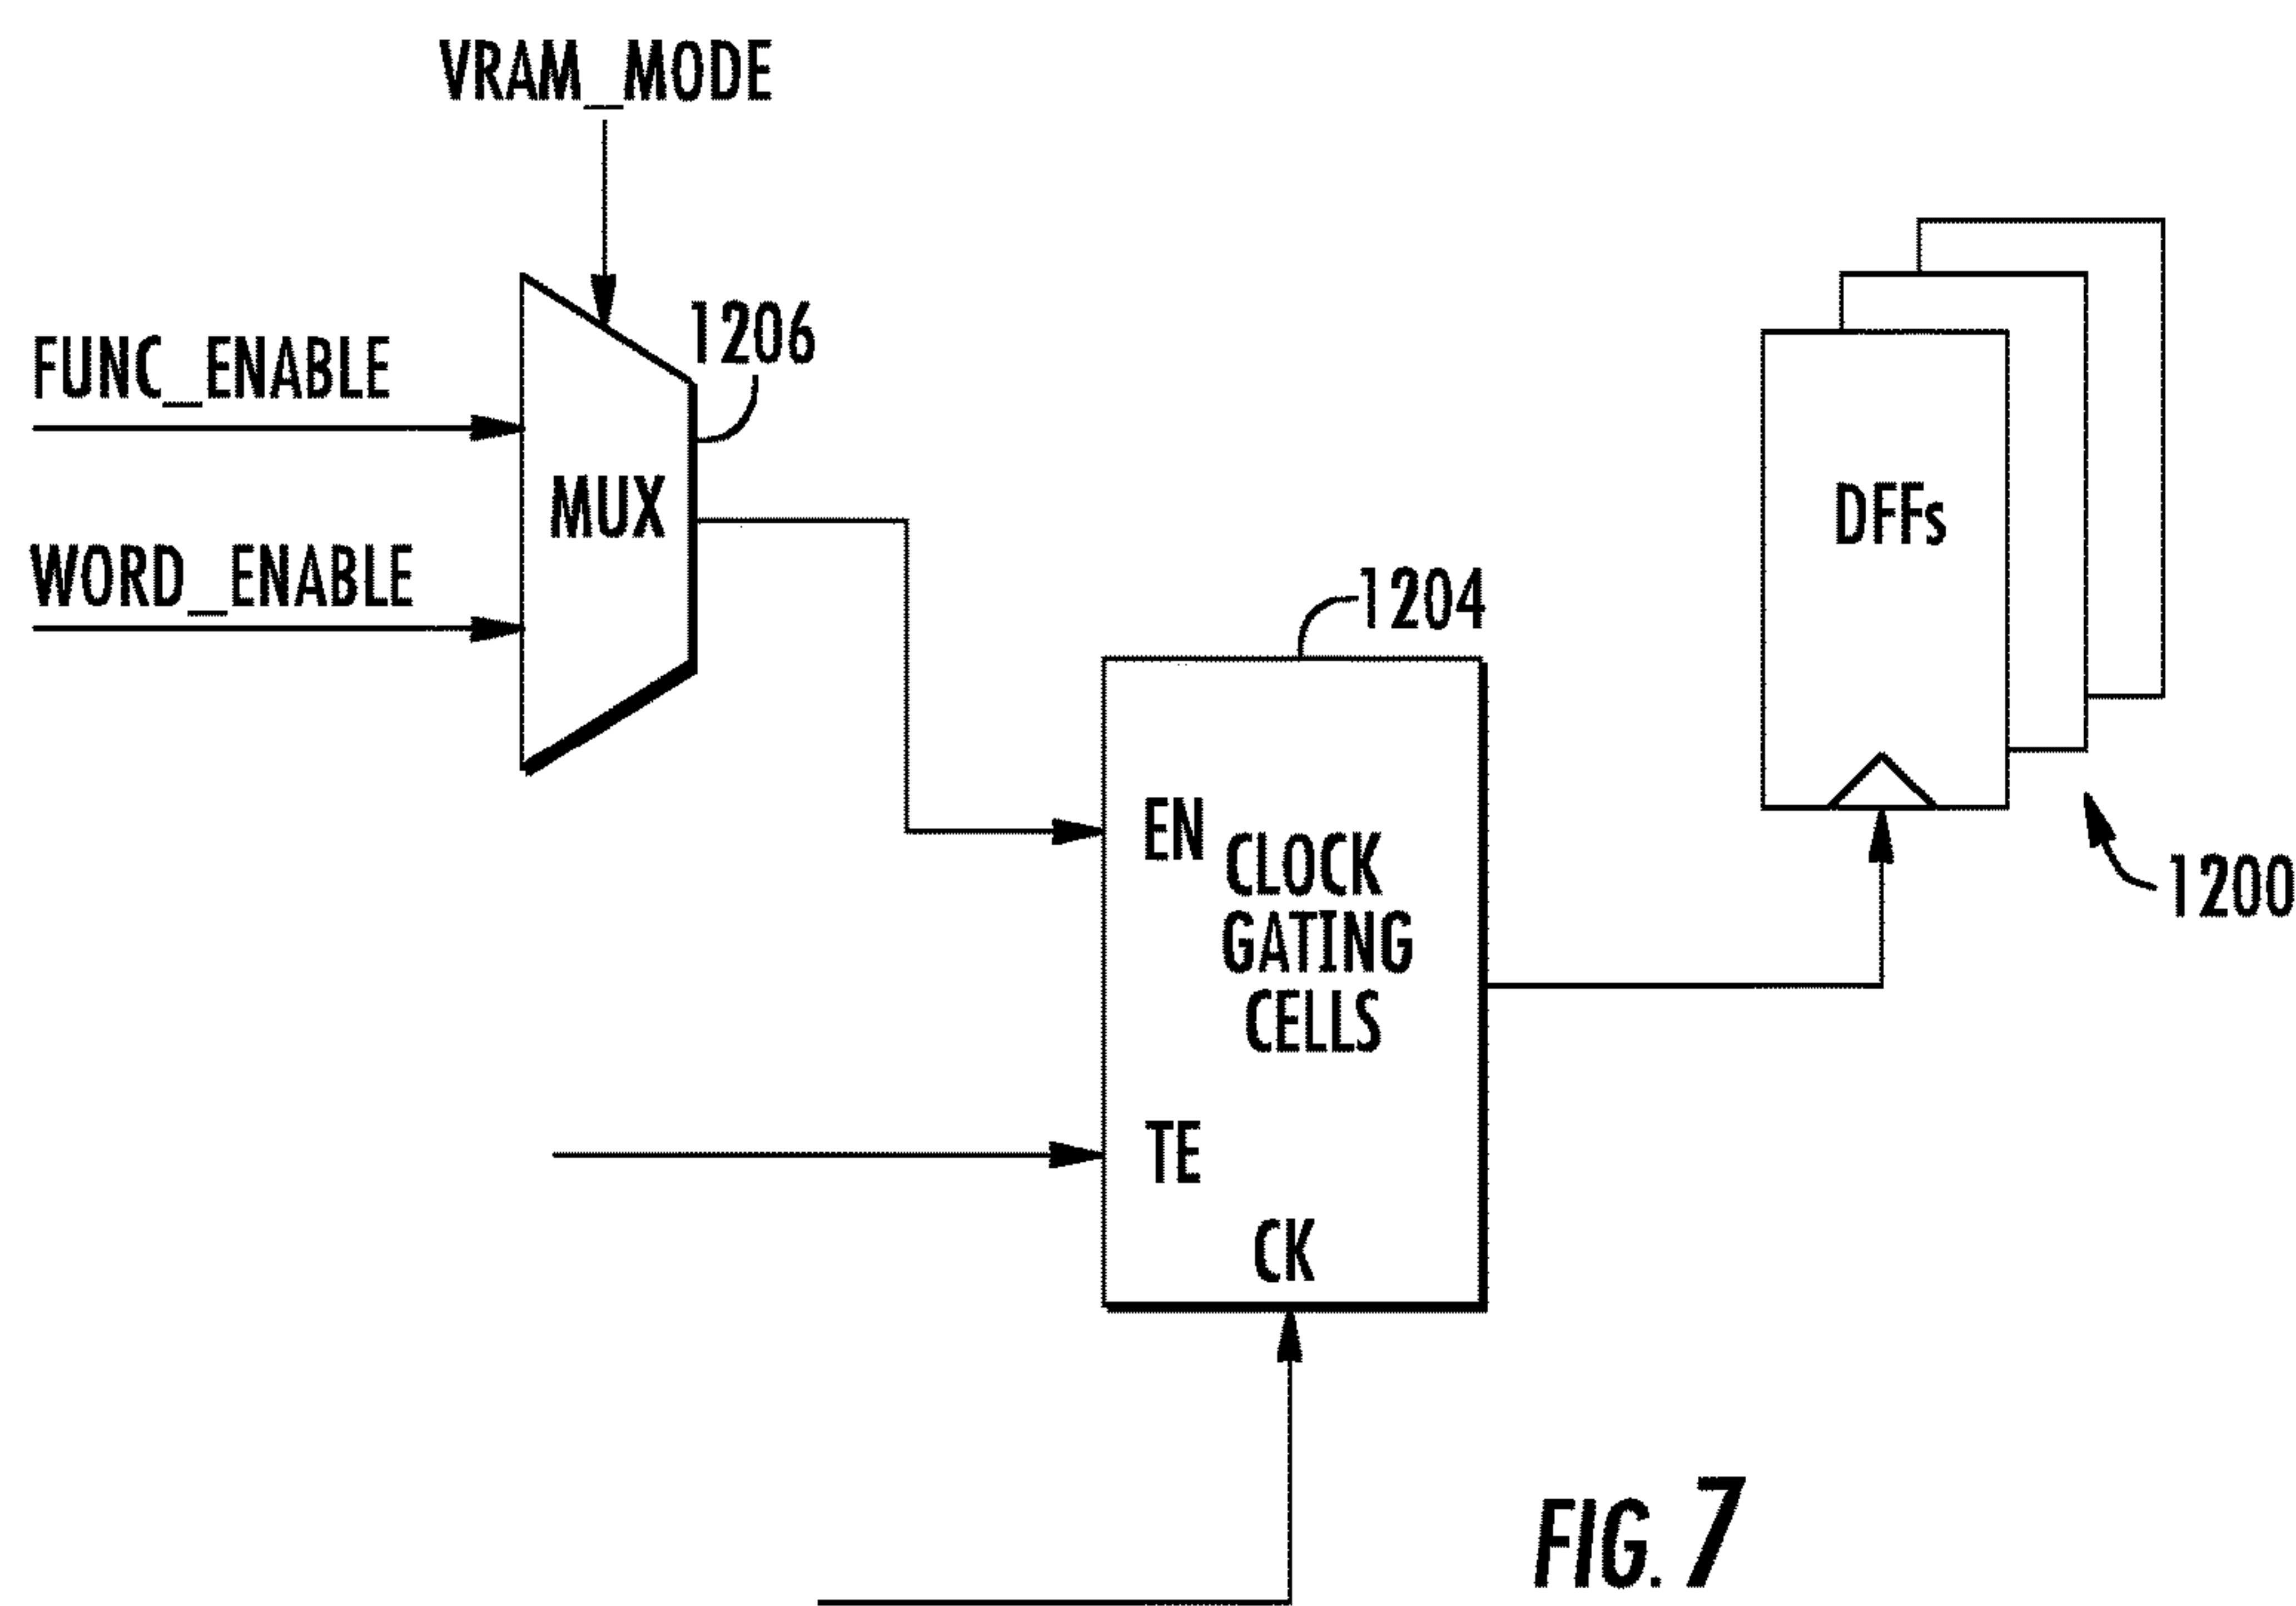 VRAM_MODE
1206
FUNC_ENABLE
MUX
DFFs
WORD_ENABLE
1204
EN
CLOCK
GATING
CELLS
1200
TE
CK
FIG. 7